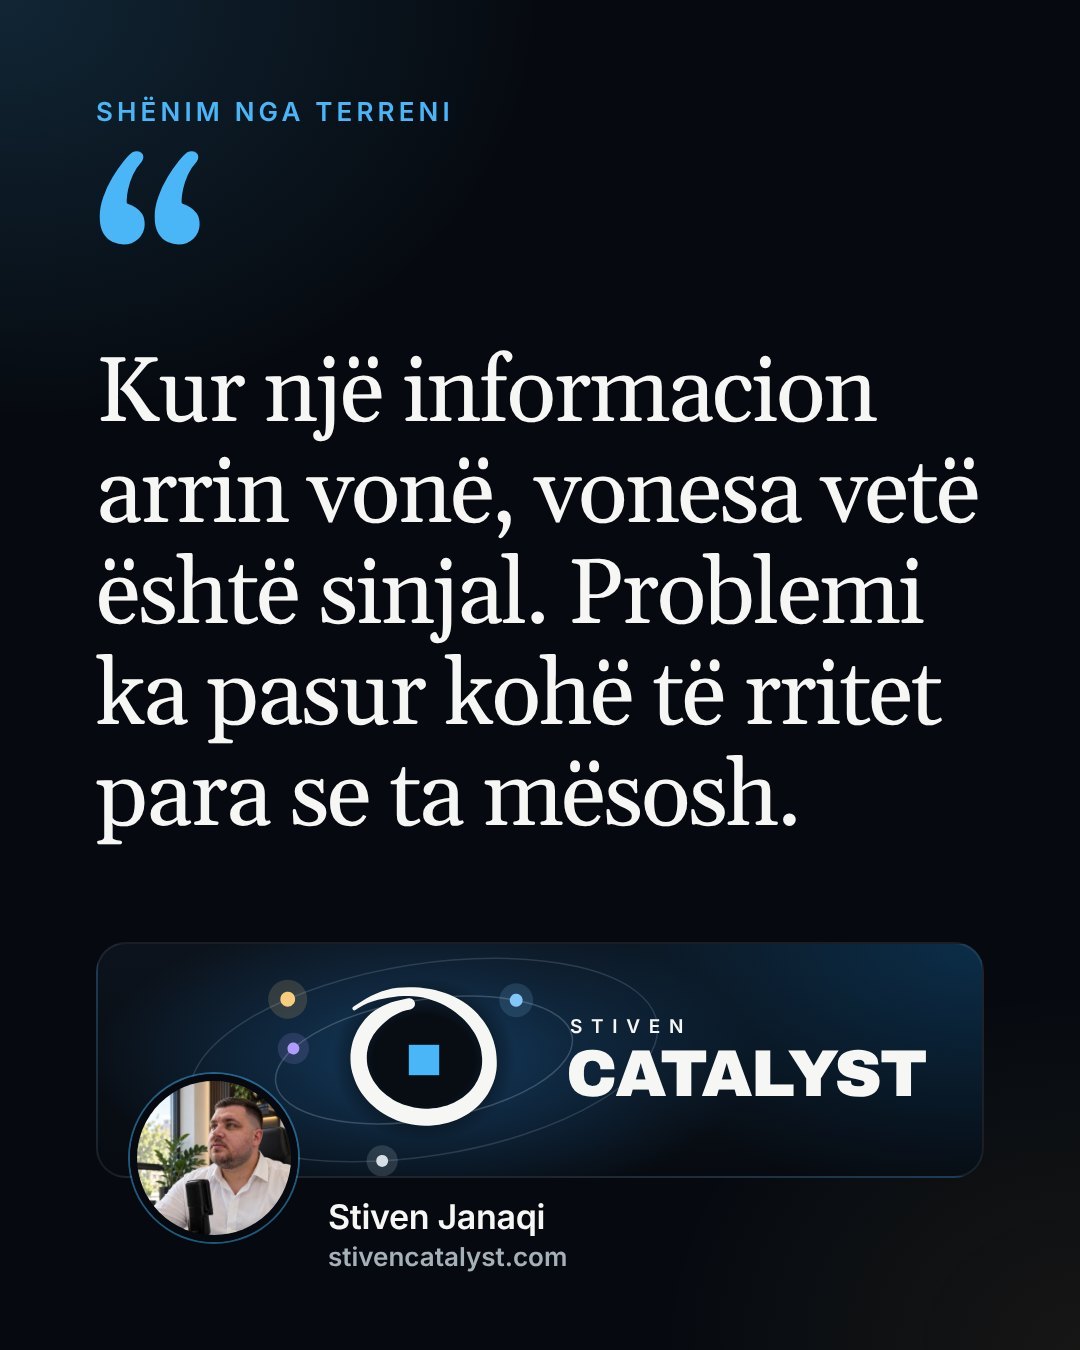 SHËNIM NGA TERRENI
“
Kur një informacion
arrin vonë, vonesa vetë
është sinjal. Problemi
ka pasur kohë të rritet
para se ta mësosh.
STIVEN
CATALYST
Stiven Janaqi
stivencatalyst.com